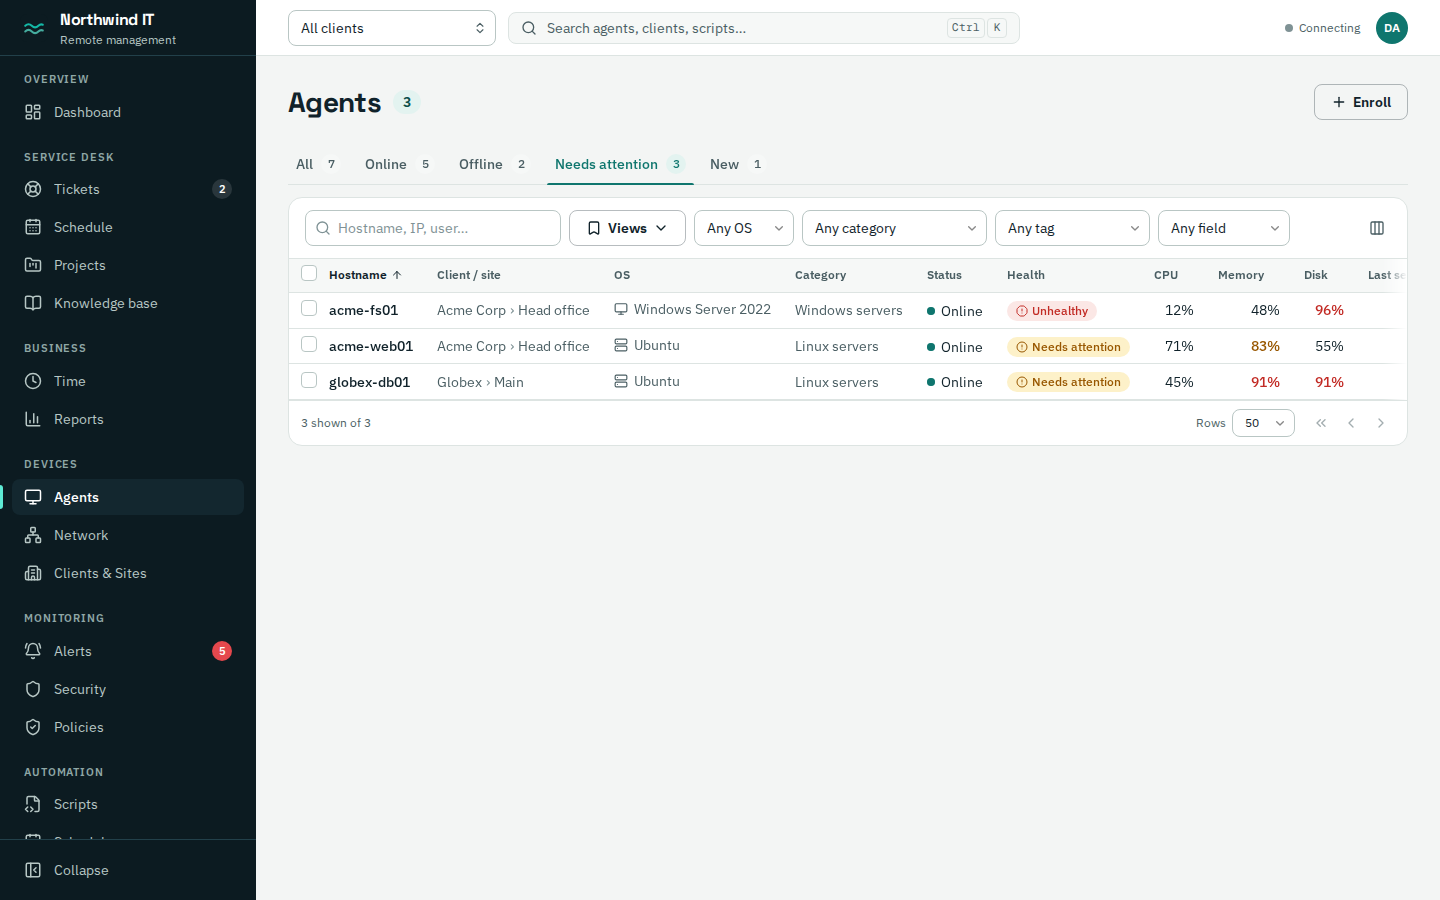 Northwind IT
Remote management
All clients
Search agents, clients, scripts...
Ctrl K
Connecting
DA
OVERVIEW
Dashboard
SERVICE DESK
Tickets 2
Schedule
Projects
Knowledge base
BUSINESS
Time
Reports
DEVICES
Agents
Network
Clients & Sites
MONITORING
Alerts 5
Security
Policies
AUTOMATION
Scripts
Collapse
Agents 3
Enroll
All 7 Online 5 Offline 2 Needs attention 3 New 1
Hostname, IP, user... Views Any OS Any category Any tag Any field
Hostname Client / site OS Category Status Health CPU Memory Disk Last
acme-fs01 Acme Corp › Head office Windows Server 2022 Windows servers Online Unhealthy 12% 48% 96%
acme-web01 Acme Corp › Head office Ubuntu Linux servers Online Needs attention 71% 83% 55%
globex-db01 Globex › Main Ubuntu Linux servers Online Needs attention 45% 91% 91%
3 shown of 3
Rows 50